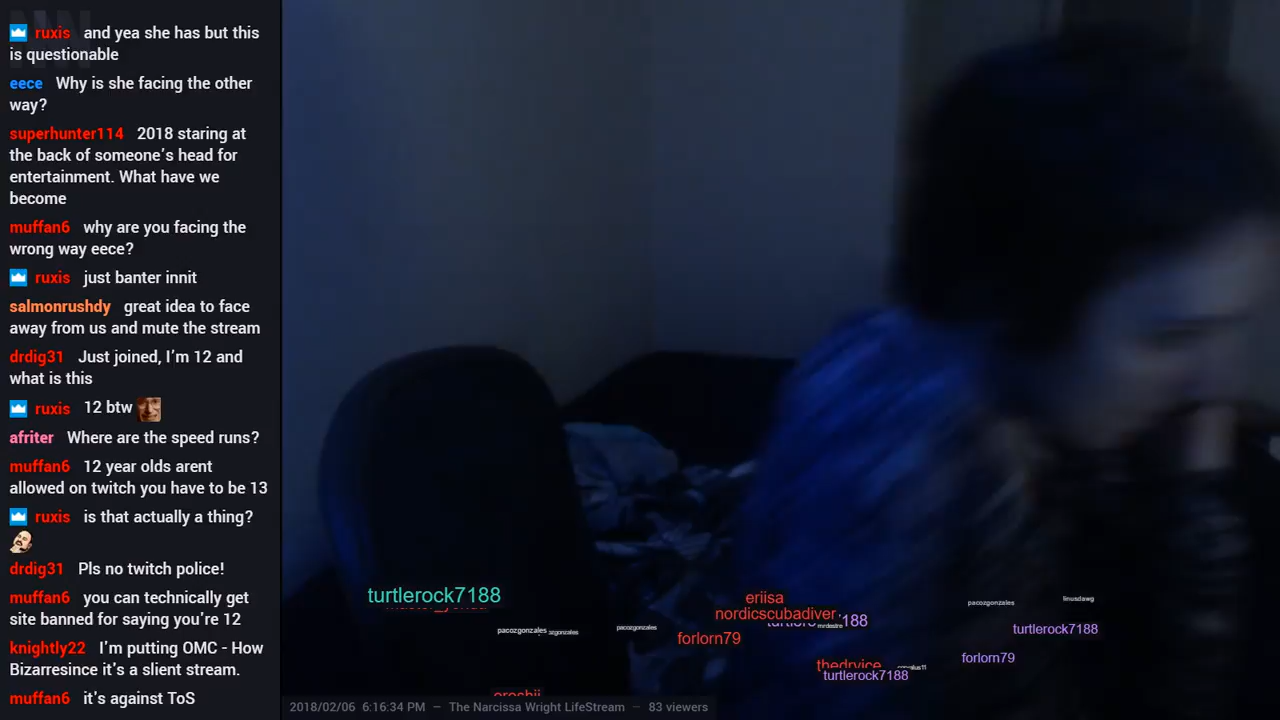 ruxis and yea she has but this
is questionable
eece Why is she facing the other
way?
superhunter114 2018 staring at
the back of someone's head for
entertainment. What have we
become
muffan6 why are you facing the
wrong way eece?
ruxis just banter innit
salmonrushdy great idea to face
away from us and mute the stream
drdig31 Just joined, I'm 12 and
what is this
ruxis 12 btw
afriter Where are the speed runs?
muffan6 12 year olds arent
allowed on twitch you have to be 13
ruxis is that actually a thing?
drdig31 Pls no twitch police!
muffan6 you can technically get
site banned for saying you're 12
knightly22 I'm putting OMC - How
Bizarresince it's a slient stream.
muffan6 it's against ToS
turtlerock7188
pacozgonzales
pacozgonzales
eriisa
nordicscubadiver
forlorn79
thedrvice
turtlerock7188
pacozgonzales
linusdawg
turtlerock7188
forlorn79
2018/02/06 6:16:34 PM — The Narcissa Wright LifeStream — 83 viewers